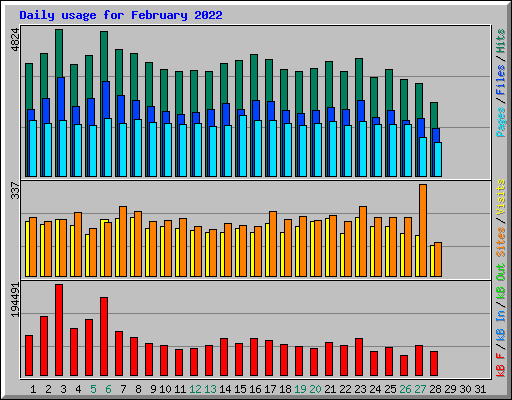 Daily usage for February 2022
4824
Pages / Files / Hits
337
Sites / Visits
194491
kB F / kB In / kB Out
1 2 3 4 5 6 7 8 9 10 11 12 13 14 15 16 17 18 19 20 21 22 23 24 25 26 27 28 29 30 31